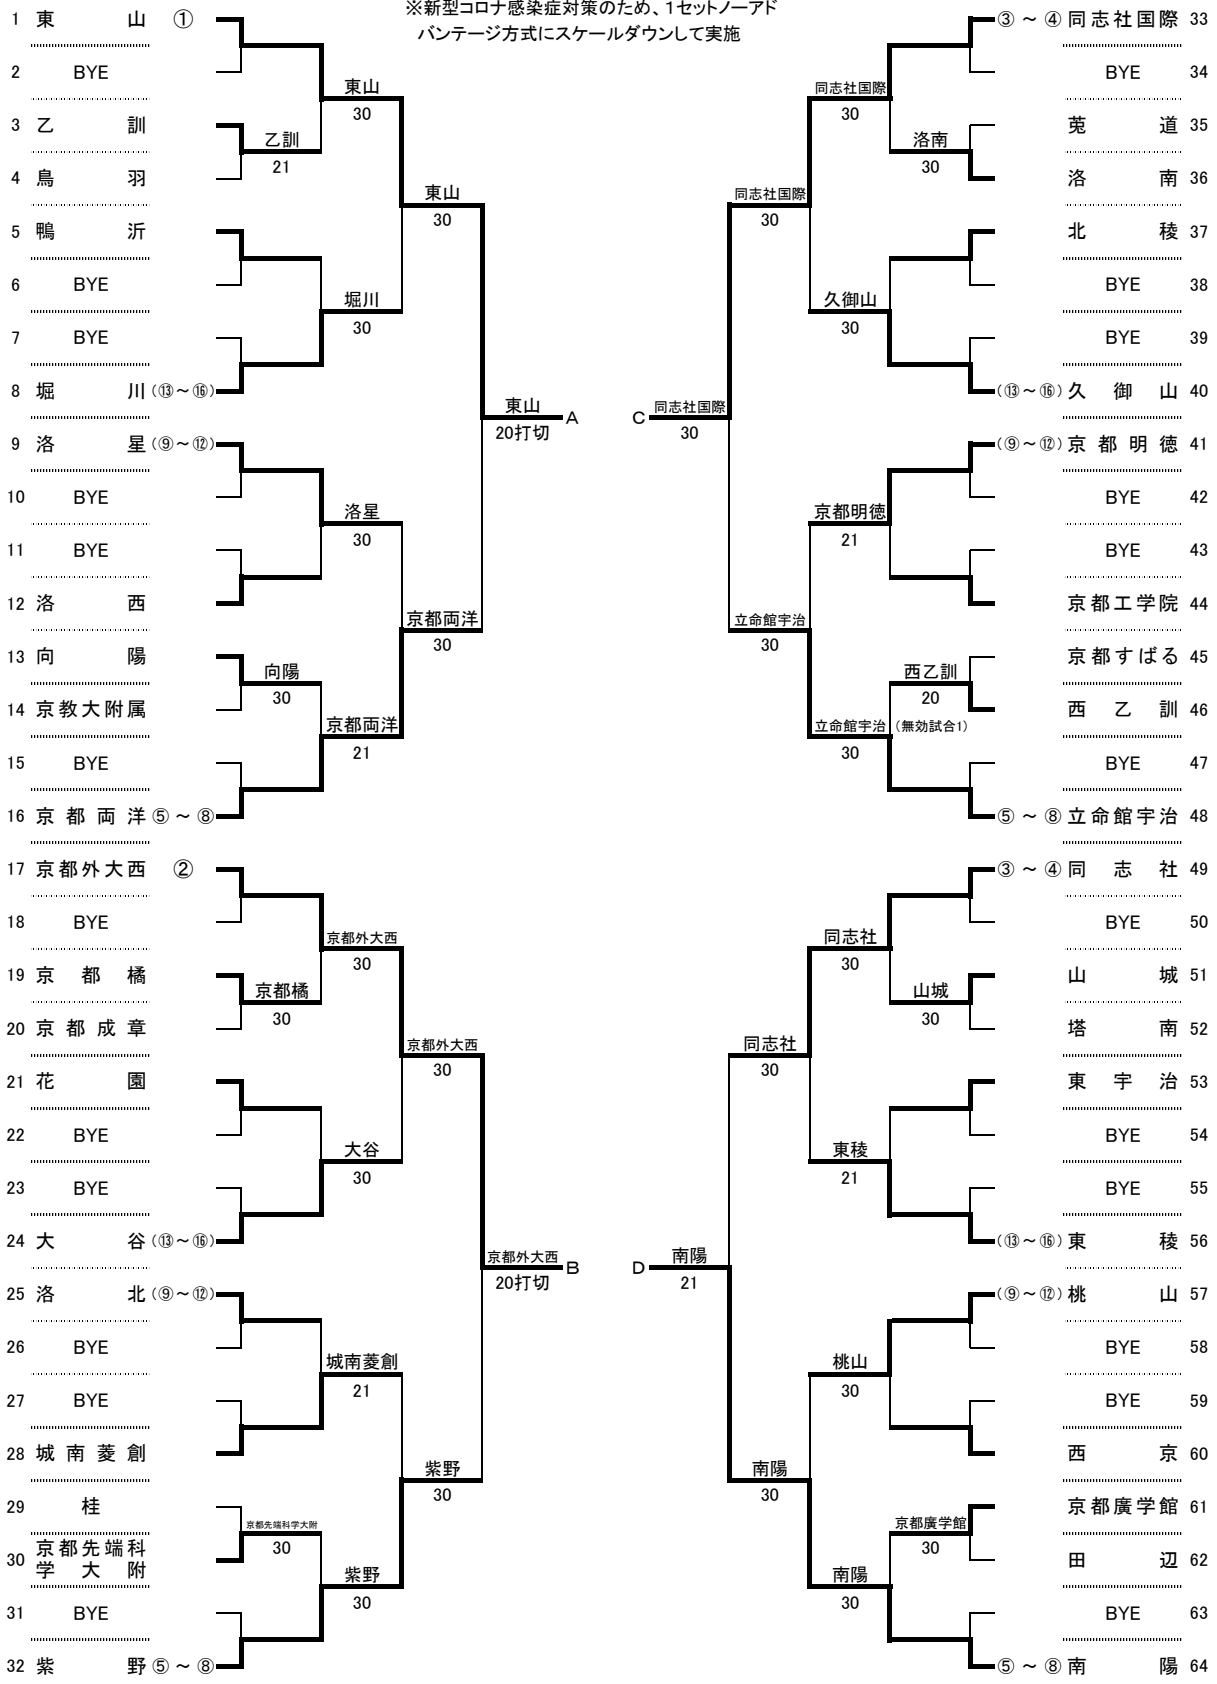 ※新型コロナ感染症対策のため、1セットノーアド
バンテージ方式にスケールダウンして実施
1 東山 ①
2 BYE
3 乙訓
4 鳥羽
5 鴨沂
6 BYE
7 BYE
8 堀川 (⑬～⑯)
9 洛星 (⑨～⑫)
10 BYE
11 BYE
12 洛西
13 向陽
14 京教大附属
15 BYE
16 京都両洋 ⑤～⑧
17 京都外大西 ②
18 BYE
19 京都橘
20 京都成章
21 花園
22 BYE
23 BYE
24 大谷 (⑬～⑯)
25 洛北 (⑨～⑫)
26 BYE
27 BYE
28 城南菱創
29 桂
30 京都先端科
学大附
31 BYE
32 紫野 ⑤～⑧
乙訓
21
向陽
30
京都橘
30
京都先端科学大附
30
東山
30
堀川
30
洛星
30
京都両洋
21
京都外大西
30
大谷
30
城南菱創
21
紫野
30
東山
30
京都両洋
30
京都外大西
30
紫野
30
東山 A
20打切
京都外大西 B
20打切
C 同志社国際
30
D 南陽
21
同志社国際
30
立命館宇治
30
同志社
30
南陽
30
同志社国際
30
久御山
30
京都明徳
21
立命館宇治 (無効試合1)
30
同志社
30
東稜
21
桃山
30
南陽
30
洛南
30
西乙訓
20
山城
30
京都廣学館
30
③～④ 同志社国際 33
BYE 34
莵道 35
洛南 36
北稜 37
BYE 38
BYE 39
(⑬～⑯) 久御山 40
(⑨～⑫) 京都明徳 41
BYE 42
BYE 43
京都工学院 44
京都すばる 45
西乙訓 46
BYE 47
⑤～⑧ 立命館宇治 48
③～④ 同志社 49
BYE 50
山城 51
塔南 52
東宇治 53
BYE 54
BYE 55
(⑬～⑯) 東稜 56
(⑨～⑫) 桃山 57
BYE 58
BYE 59
西京 60
京都廣学館 61
田辺 62
BYE 63
⑤～⑧ 南陽 64